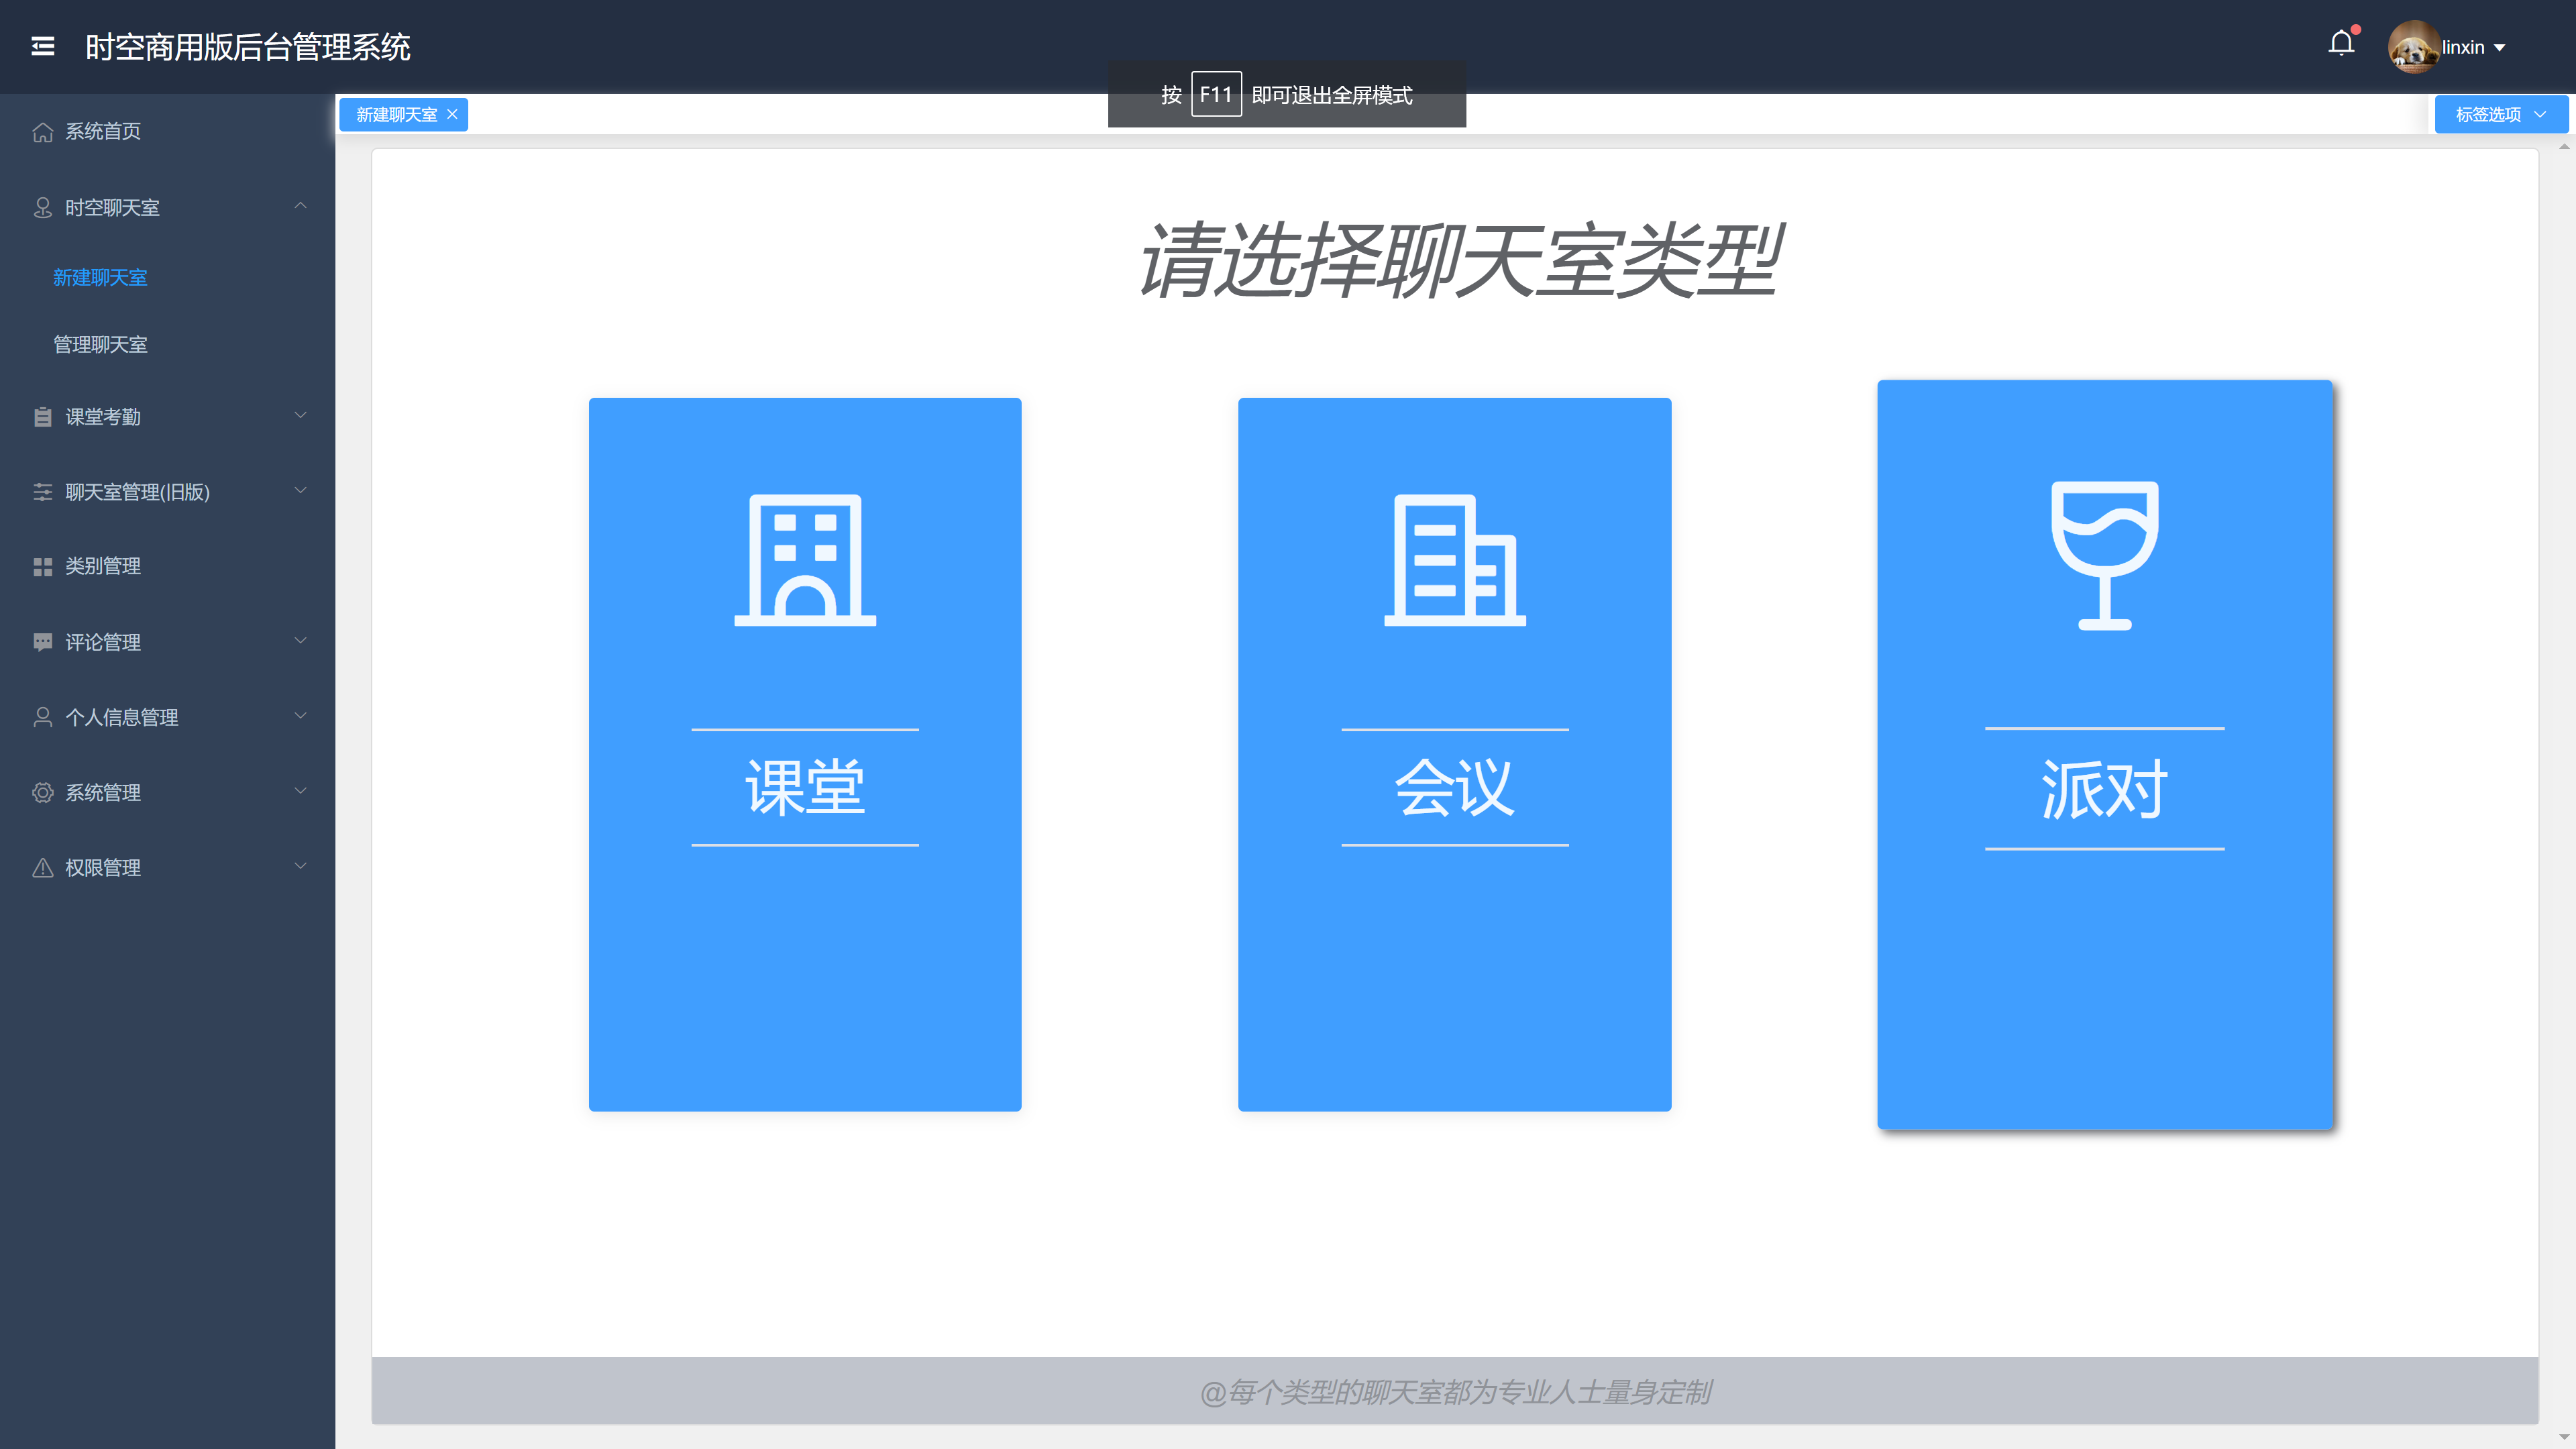 时空商用版后台管理系统
linxin
按 F11 即可退出全屏模式
新建聊天室
标签选项
系统首页
时空聊天室
新建聊天室
管理聊天室
课堂考勤
聊天室管理(旧版)
类别管理
评论管理
个人信息管理
系统管理
权限管理
请选择聊天室类型
课堂
会议
派对
@每个类型的聊天室都为专业人士量身定制